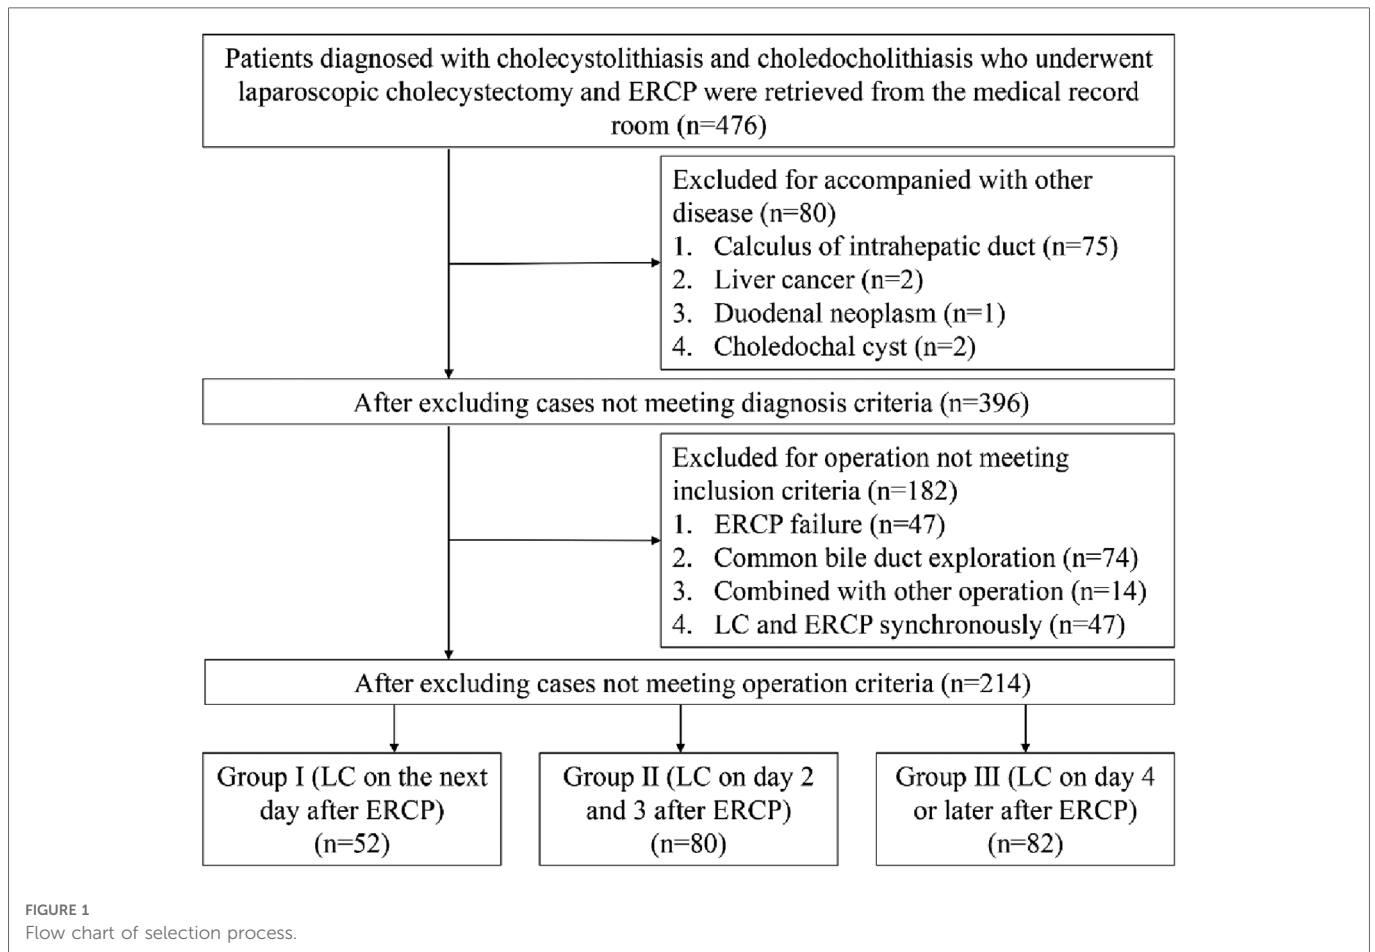 Patients diagnosed with cholecystolithiasis and choledocholithiasis who underwent
laparoscopic cholecystectomy and ERCP were retrieved from the medical record
room (n=476)
Excluded for accompanied with other
disease (n=80)
1. Calculus of intrahepatic duct (n=75)
2. Liver cancer (n=2)
3. Duodenal neoplasm (n=1)
4. Choledochal cyst (n=2)
After excluding cases not meeting diagnosis criteria (n=396)
Excluded for operation not meeting
inclusion criteria (n=182)
1. ERCP failure (n=47)
2. Common bile duct exploration (n=74)
3. Combined with other operation (n=14)
4. LC and ERCP synchronously (n=47)
After excluding cases not meeting operation criteria (n=214)
Group I (LC on the next
day after ERCP)
(n=52)
Group II (LC on day 2
and 3 after ERCP)
(n=80)
Group III (LC on day 4
or later after ERCP)
(n=82)
FIGURE 1
Flow chart of selection process.